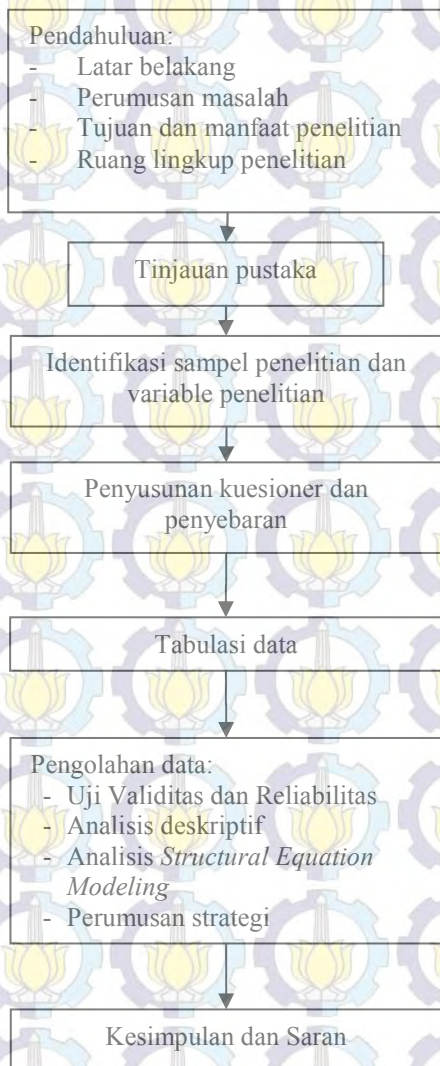 Pendahuluan:
- Latar belakang
- Perumusan masalah
- Tujuan dan manfaat penelitian
- Ruang lingkup penelitian
Tinjauan pustaka
Identifikasi sampel penelitian dan
variable penelitian
Penyusunan kuesioner dan
penyebaran
Tabulasi data
Pengolahan data:
- Uji Validitas dan Reliabilitas
- Analisis deskriptif
- Analisis Structural Equation
Modeling
- Perumusan strategi
Kesimpulan dan Saran